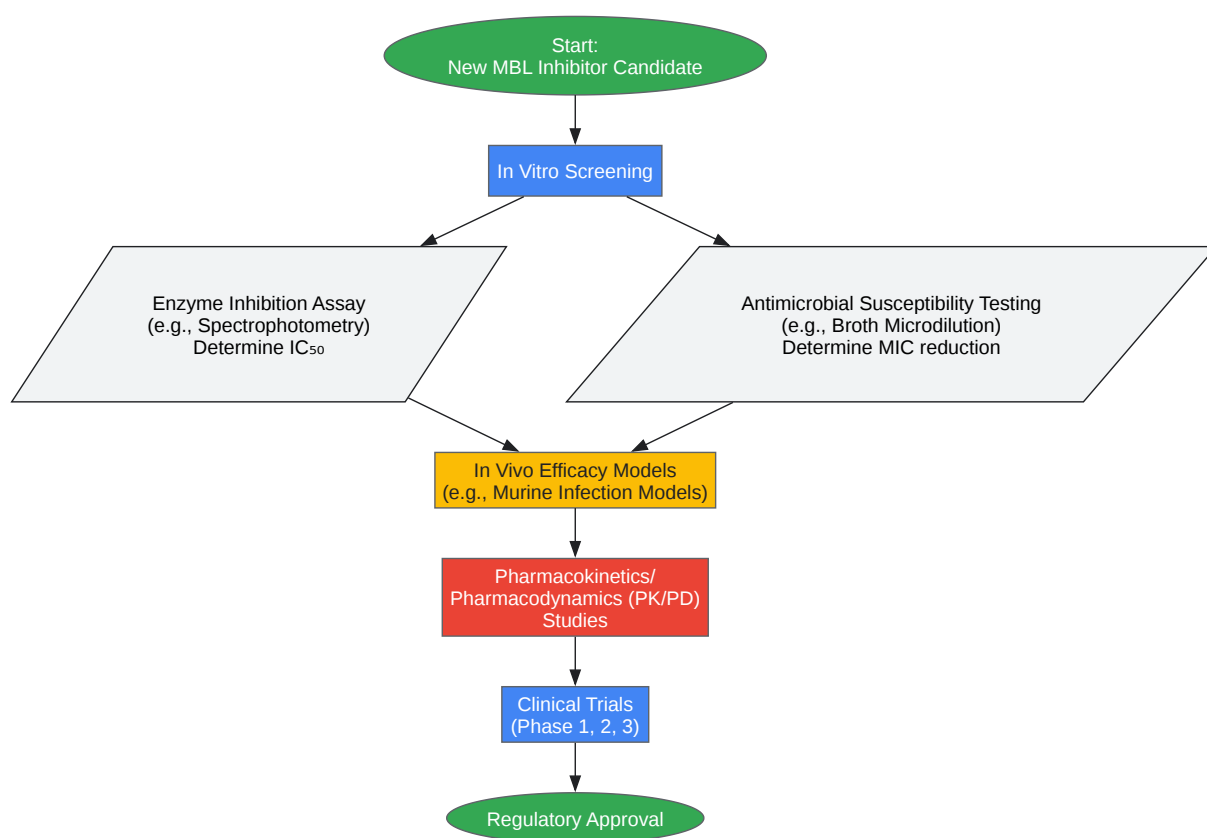 Start:
New MBL Inhibitor Candidate
In Vitro Screening
Enzyme Inhibition Assay
(e.g., Spectrophotometry)
Determine IC₅₀
Antimicrobial Susceptibility Testing
(e.g., Broth Microdilution)
Determine MIC reduction
In Vivo Efficacy Models
(e.g., Murine Infection Models)
Pharmacokinetics/
Pharmacodynamics (PK/PD)
Studies
Clinical Trials
(Phase 1, 2, 3)
Regulatory Approval